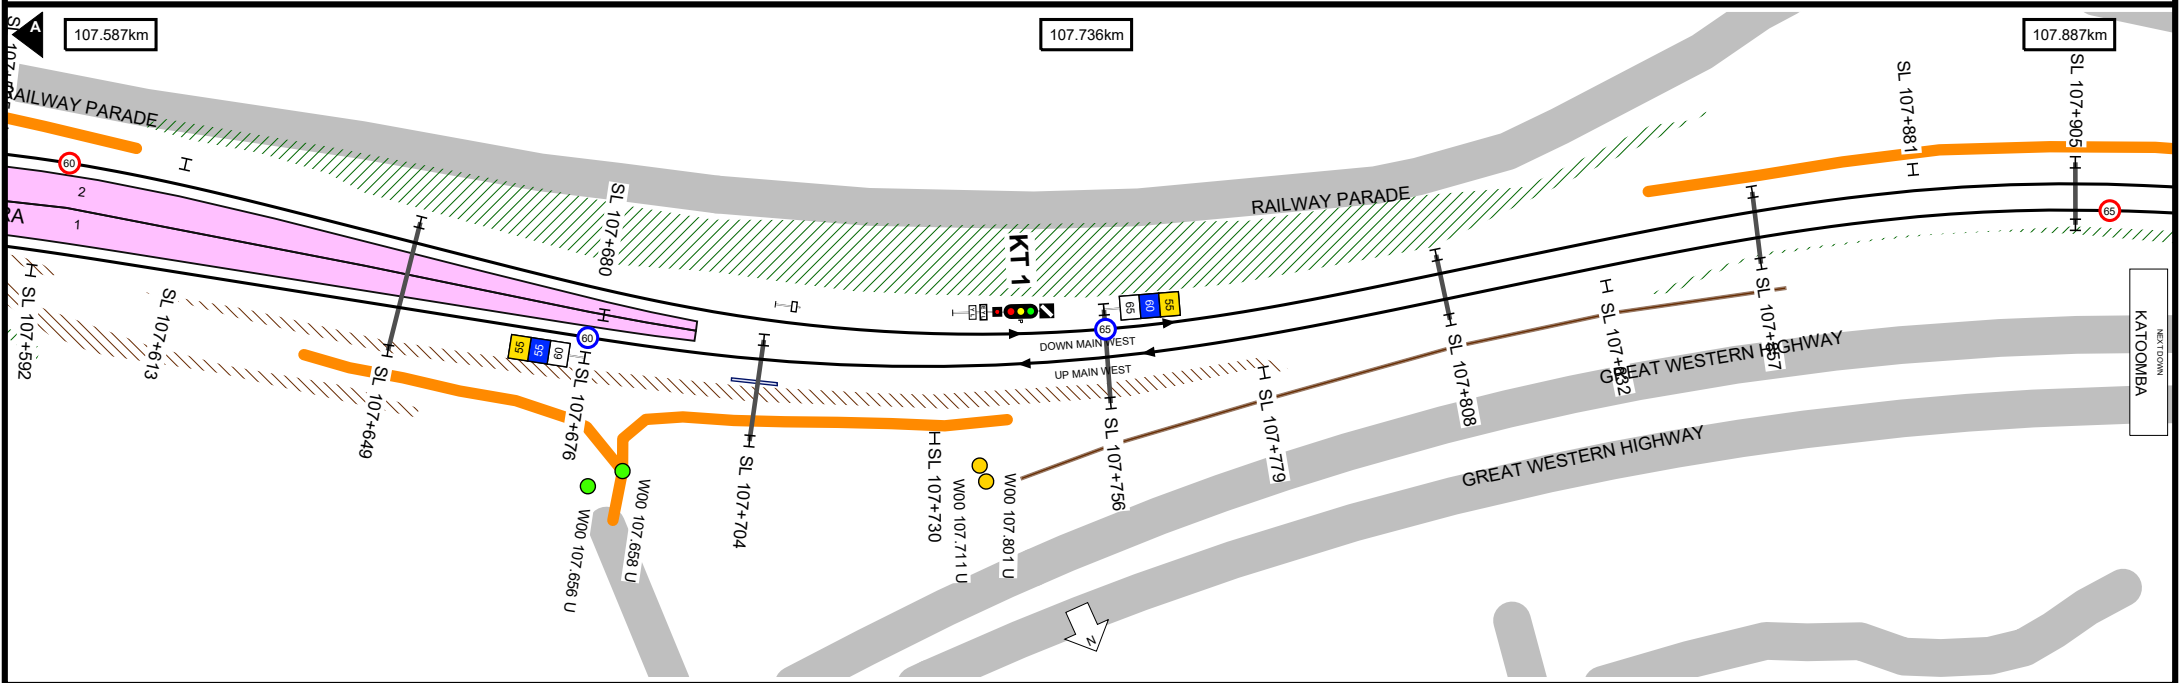 A
107.587km
107.736km
107.887km
RAILWAY PARADE
60
2
1
RA
SL 107+592
SL 107+613
SL 107+649
55
55
60
60
SL 107+676
SL 107+680
W00 107.656 U
W00 107.658 U
SL 107+704
SL 107+730
W00 107.711 U
W00 107.801 U
KT 1
65
60
55
65
DOWN MAIN WEST
UP MAIN WEST
SL 107+756
RAILWAY PARADE
SL 107+779
SL 107+808
SL 107+832
SL 107+857
GREAT WESTERN HIGHWAY
GREAT WESTERN HIGHWAY
SL 107+881
SL 107+905
65
NEXT DOWN
KATOOMBA
N